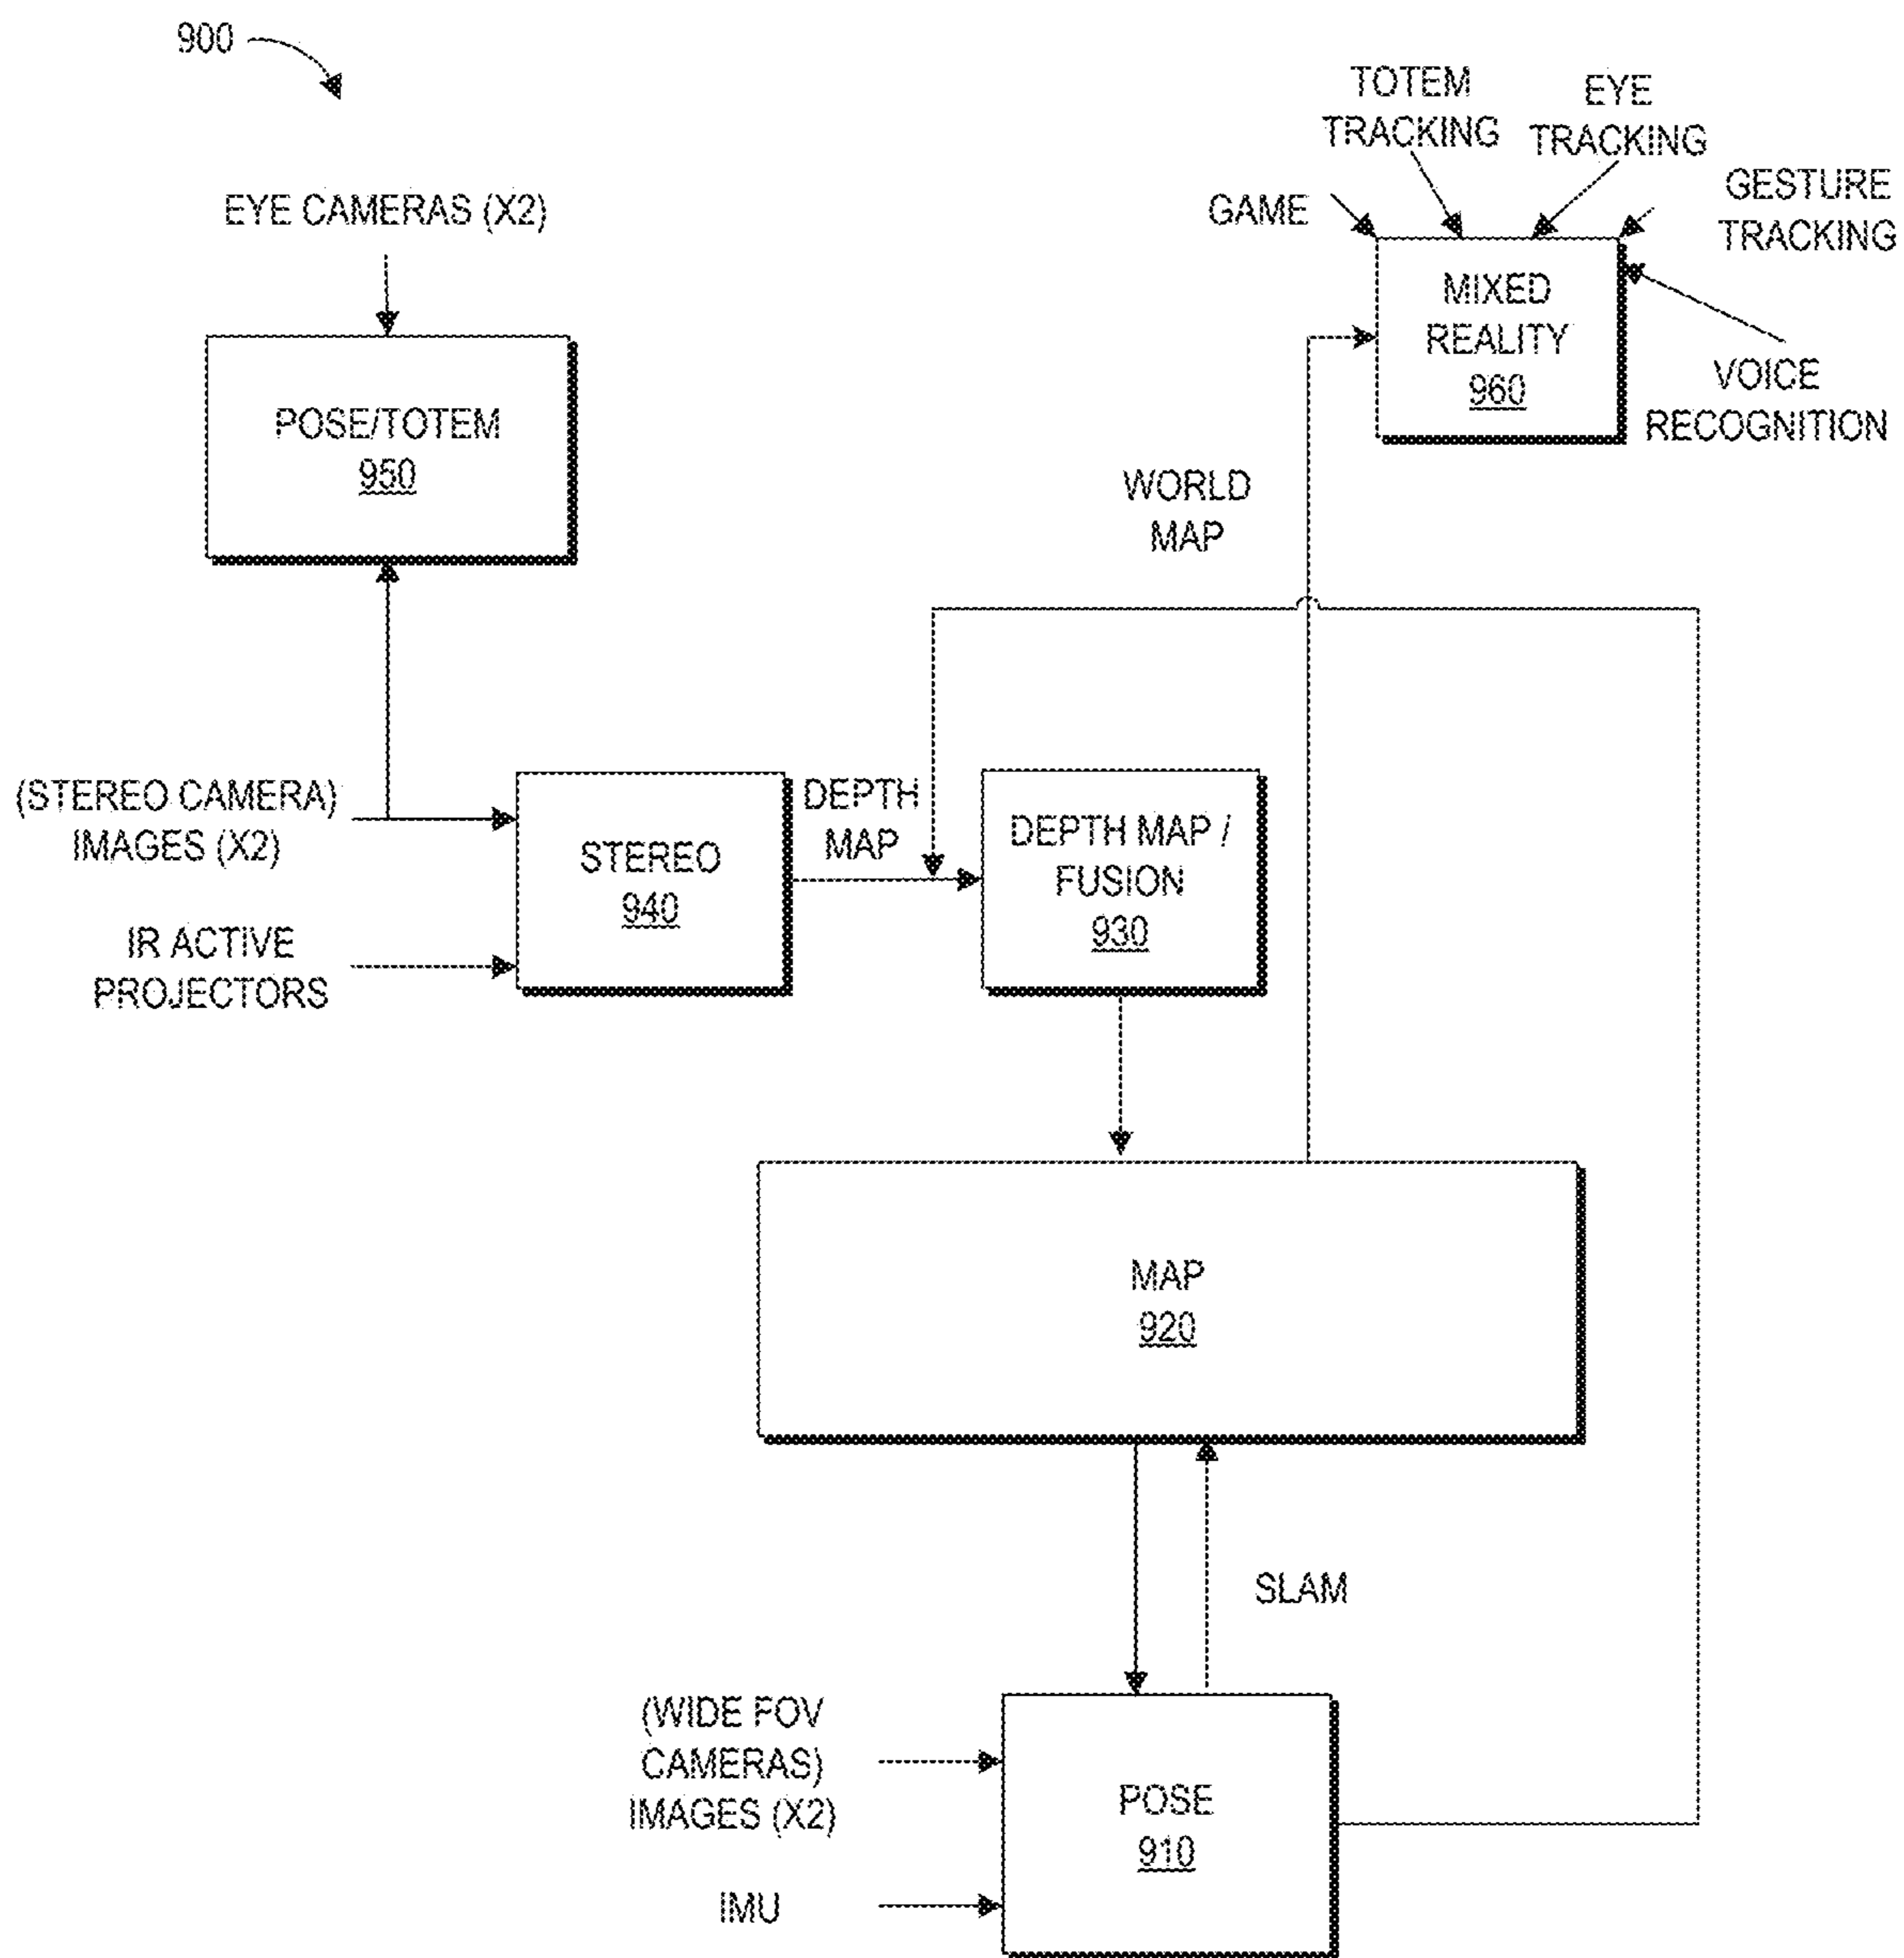 900
TOTEM
TRACKING
EYE
TRACKING
GESTURE
TRACKING
GAME
EYE CAMERAS (X2)
MIXED
REALITY
960
VOICE
RECOGNITION
POSE/TOTEM
950
WORLD
MAP
(STEREO CAMERA)
IMAGES (X2)
IR ACTIVE
PROJECTORS
STEREO
940
DEPTH
MAP
DEPTH MAP /
FUSION
930
MAP
920
SLAM
(WIDE FOV
CAMERAS)
IMAGES (X2)
IMU
POSE
910